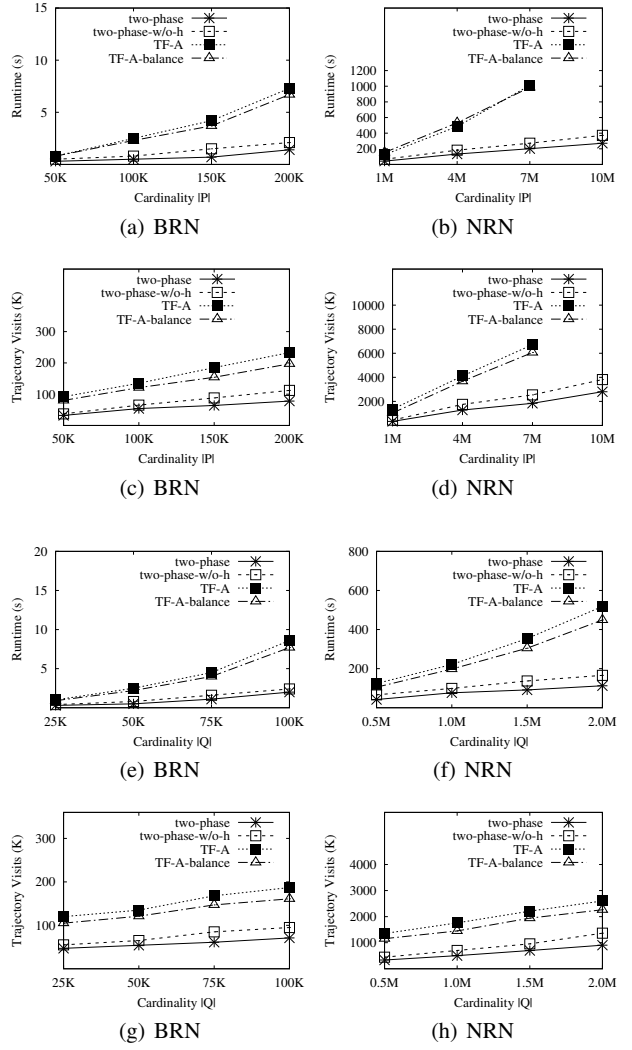 two-phase
two-phase-w/o-h
TF-A
TF-A-balance
15
10
5
Runtime (s)
50K 100K 150K 200K
Cardinality |P|
(a) BRN
two-phase
two-phase-w/o-h
TF-A
TF-A-balance
1200
1000
800
600
400
200
Runtime (s)
1M 4M 7M 10M
Cardinality |P|
(b) NRN
two-phase
two-phase-w/o-h
TF-A
TF-A-balance
300
200
100
Trajectory Visits (K)
50K 100K 150K 200K
Cardinality |P|
(c) BRN
two-phase
two-phase-w/o-h
TF-A
TF-A-balance
10000
8000
6000
4000
2000
Trajectory Visits (K)
1M 4M 7M 10M
Cardinality |P|
(d) NRN
two-phase
two-phase-w/o-h
TF-A
TF-A-balance
20
15
10
5
Runtime (s)
25K 50K 75K 100K
Cardinality |Q|
(e) BRN
two-phase
two-phase-w/o-h
TF-A
TF-A-balance
800
600
400
200
Runtime (s)
0.5M 1.0M 1.5M 2.0M
Cardinality |Q|
(f) NRN
two-phase
two-phase-w/o-h
TF-A
TF-A-balance
300
200
100
Trajectory Visits (K)
25K 50K 75K 100K
Cardinality |Q|
(g) BRN
two-phase
two-phase-w/o-h
TF-A
TF-A-balance
4000
3000
2000
1000
Trajectory Visits (K)
0.5M 1.0M 1.5M 2.0M
Cardinality |Q|
(h) NRN